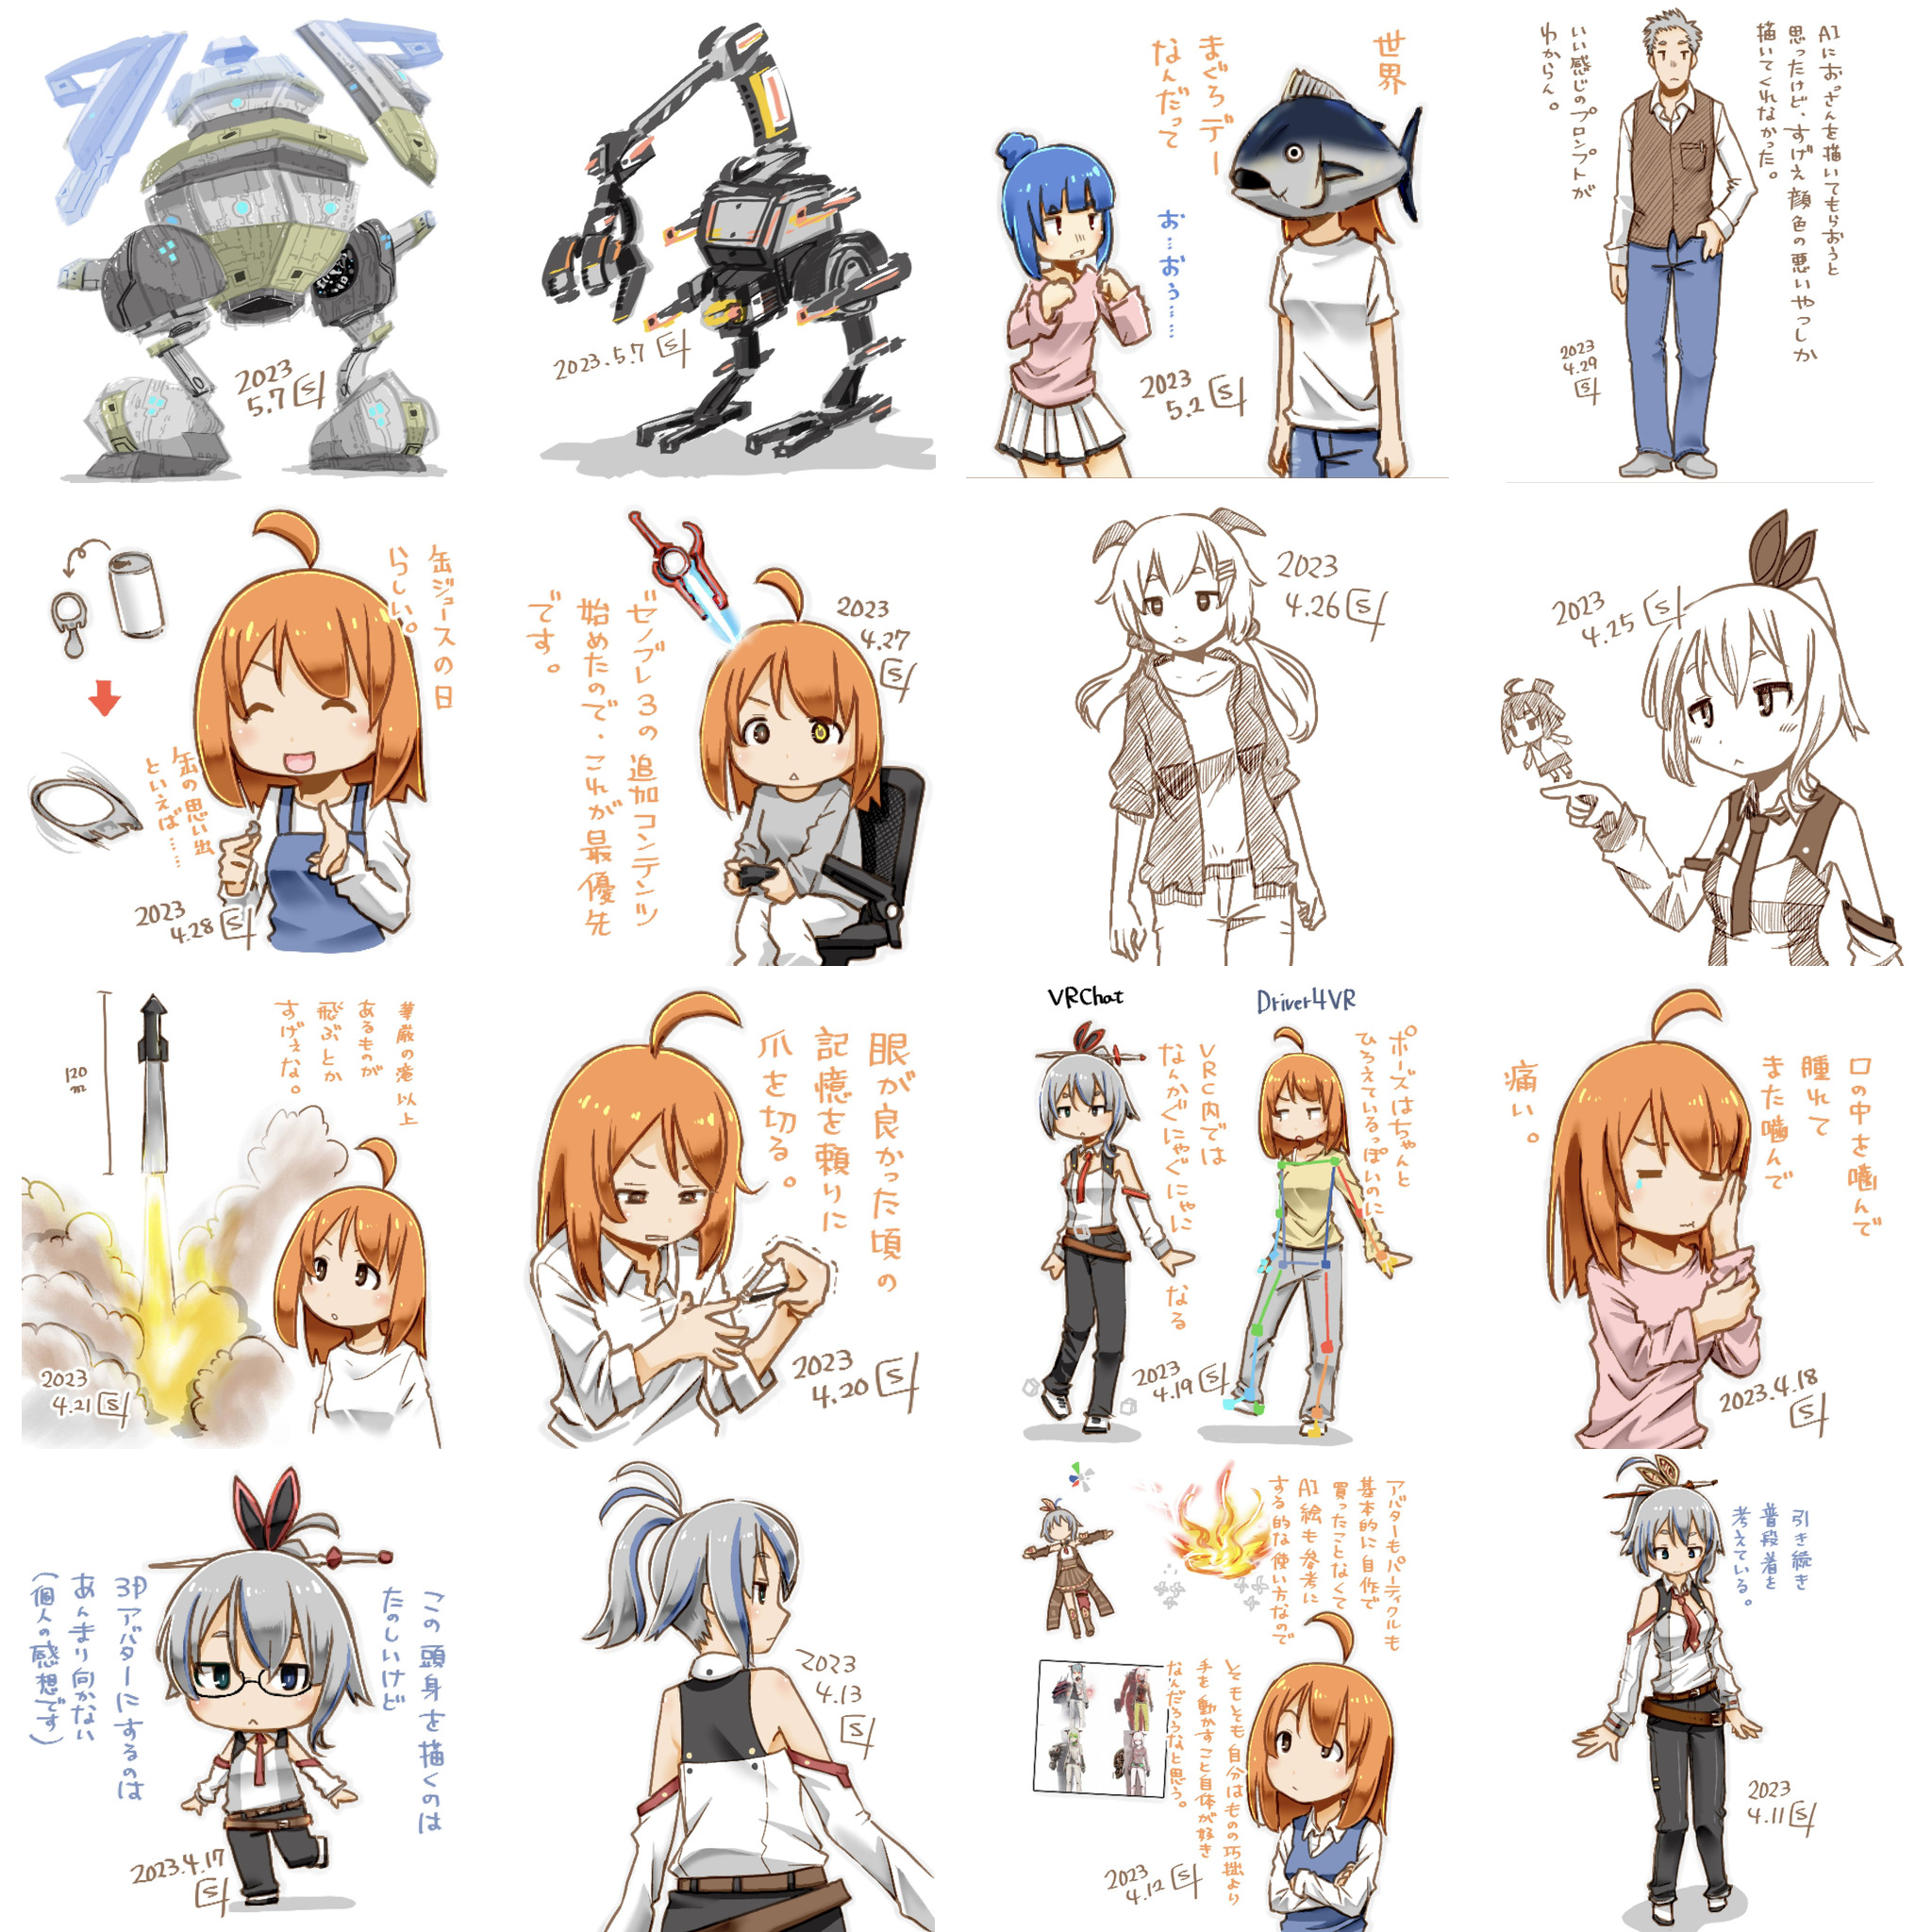 2023
5.7
I
2023.5.7
世界
まぐろデー
なんだって
お…おぅ……
2023
5.2
AIにおっさんを描いてもらおうと
思ったけど、すげえ顔色の悪いやつしか
描いてくれなかった。
いい感じのプロンプトが
わからん。
2023
4.29
缶ジュースの日
らしい。
缶の思い出
といえば……
2023
4.28
2023
4.27
ゼノブレ3の追加コンテンツ
始めたので、これが最優先
です。
2023
4.26
2023
4.25
120m
華厳の滝以上
あるものが
飛ぶとか
すげぇな。
2023
4.21
眼が良かった頃の
記憶を頼りに
爪を切る。
2023
4.20
VRChat
Driver4VR
ポーズはちゃんと
ひろえているっぽいのに
VRC内では
なんかぐにゃぐにゃに
なる
2023
4.19
口の中を噛んで
腫れて
また噛んで
痛い。
2023.4.18
この頭身を描くのは
たのしいけど
3Pアバターにするのは
あんまり向かない
(個人の感想です)
2023.4.17
2023
4.13
アバターもパーティクルも
基本的に自作で
買ったことなくて
AI絵も参考に
する的な使い方なので
そもそも自分はものの巧拙より
手を動かすこと自体が好き
なんだろうなと思う。
2023
4.12
引き続き
普段着を
考えている。
2023
4.11